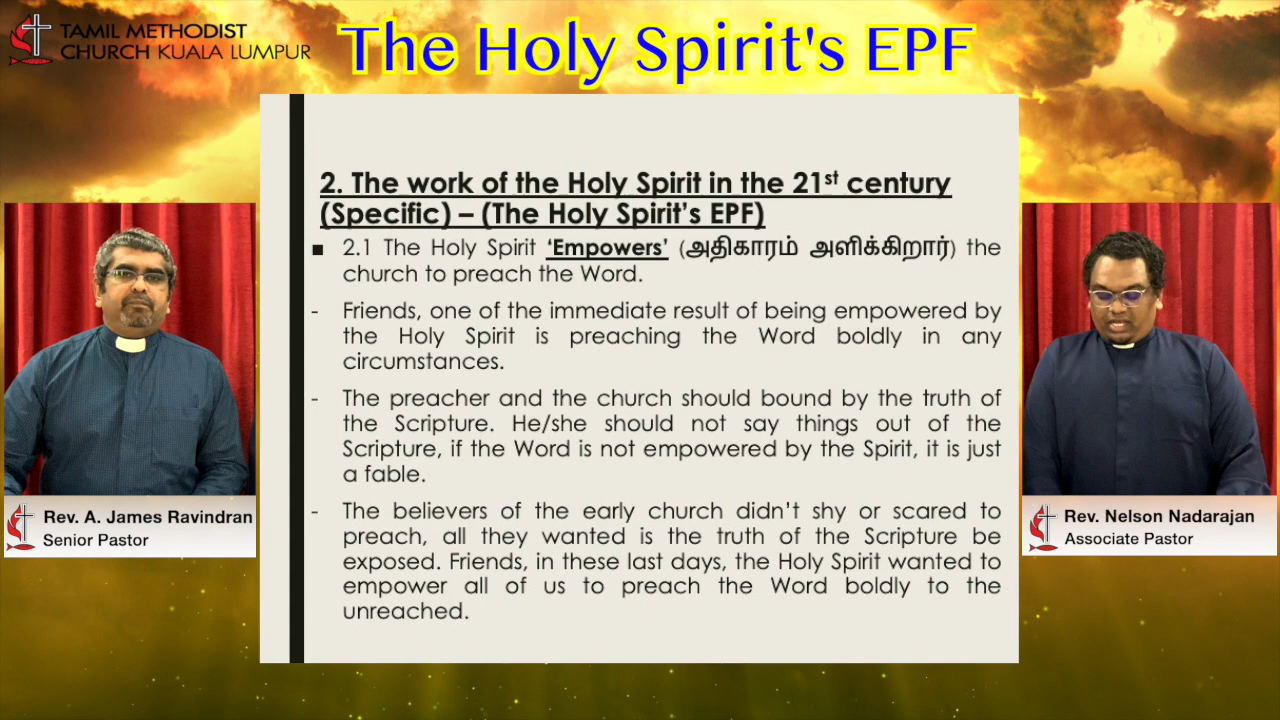 TAMIL METHODIST
CHURCH KUALA LUMPUR
The Holy Spirit's EPF
2. The work of the Holy Spirit in the 21st century
(Specific) – (The Holy Spirit's EPF)
■ 2.1 The Holy Spirit ‘Empowers’ (அதிகாரம் அளிக்கிறார்) the
church to preach the Word.
- Friends, one of the immediate result of being empowered by
the Holy Spirit is preaching the Word boldly in any
circumstances.
- The preacher and the church should bound by the truth of
the Scripture. He/she should not say things out of the
Scripture, if the Word is not empowered by the Spirit, it is just
a fable.
- The believers of the early church didn't shy or scared to
preach, all they wanted is the truth of the Scripture be
exposed. Friends, in these last days, the Holy Spirit wanted to
empower all of us to preach the Word boldly to the
unreached.
Rev. A. James Ravindran
Senior Pastor
Rev. Nelson Nadarajan
Associate Pastor